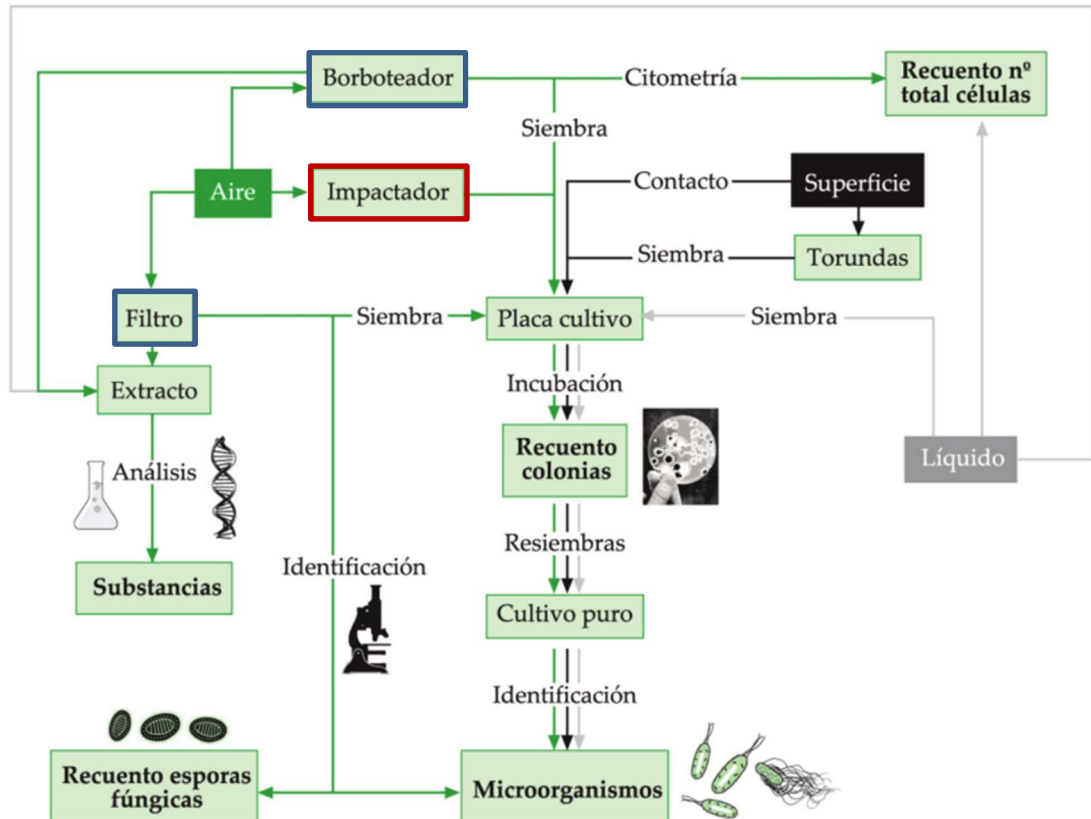 Borboteador
Citometría
Recuento nº
total células
Siembra
Aire
Impactador
Contacto
Superficie
Siembra
Torundas
Filtro
Siembra
Placa cultivo
Siembra
Extracto
Incubación
Análisis
Recuento
colonias
Líquido
Resiembras
Identificación
Substancias
Cultivo puro
Identificación
Recuento esporas
fúngicas
Microorganismos